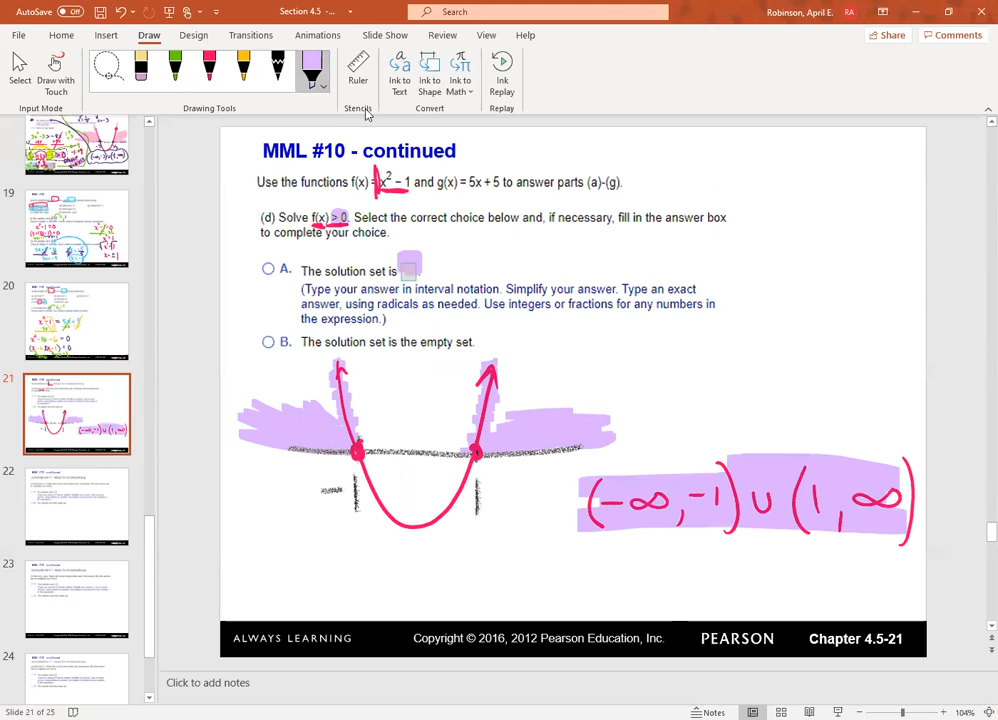 AutoSave Off
Section 4.5 -
Search
Robinson, April E.
RA
File Home Insert Draw Design Transitions Animations Slide Show Review View Help
Share Comments
Select
Draw with Touch
Ruler
Ink to Text
Ink to Shape
Ink to Math
Ink Replay
Input Mode
Drawing Tools
Stencils
Convert
Replay
19
20
21
22
23
24
MML #10 - continued
Use the functions f(x) = x² − 1 and g(x) = 5x + 5 to answer parts (a)-(g).
(d) Solve f(x) > 0. Select the correct choice below and, if necessary, fill in the answer box
to complete your choice.
A. The solution set is .
(Type your answer in interval notation. Simplify your answer. Type an exact
answer, using radicals as needed. Use integers or fractions for any numbers in
the expression.)
B. The solution set is the empty set.
-1 1
(-∞,-1) ∪ (1,∞)
ALWAYS LEARNING
Copyright © 2016, 2012 Pearson Education, Inc.
PEARSON
Chapter 4.5-21
Click to add notes
Slide 21 of 25
Notes
104%